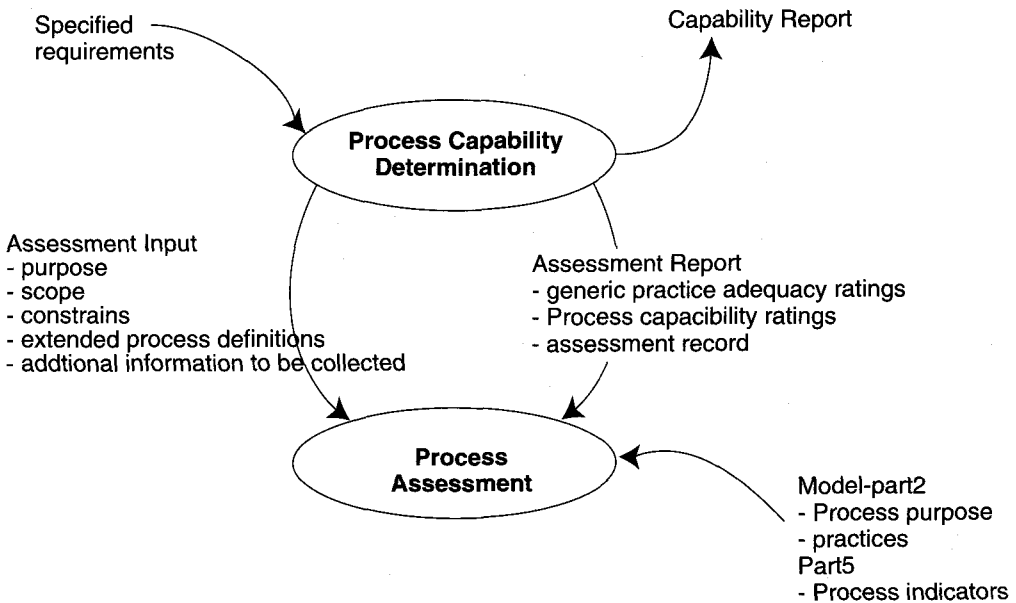 Specified
requirements
Capability Report
Process Capability
Determination
Assessment Input
- purpose
- scope
- constrains
- extended process definitions
- addtional information to be collected
Assessment Report
- generic practice adequacy ratings
- Process capacibility ratings
- assessment record
Process
Assessment
Model-part2
- Process purpose
- practices
Part5
- Process indicators